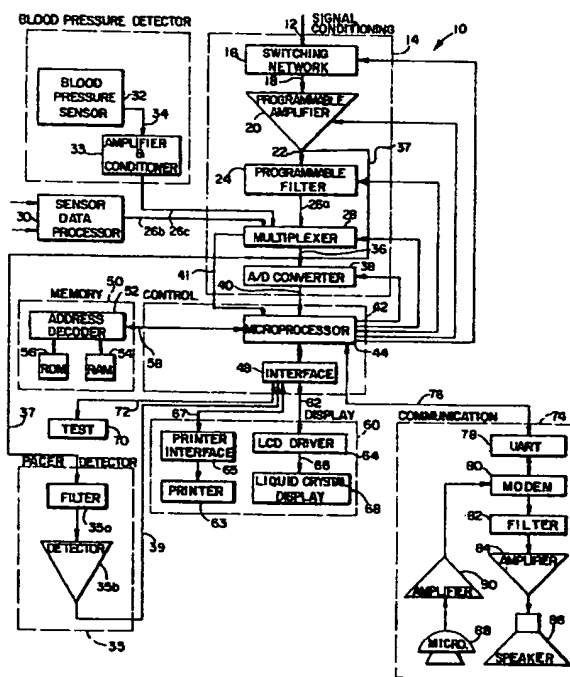 BLOOD PRESSURE DETECTOR
SIGNAL
CONDITIONING
12
14
10
16
SWITCHING
NETWORK
18
BLOOD
PRESSURE
SENSOR
32
34
PROGRAMMABLE
AMPLIFIER
20
22
37
33
AMPLIFIER
&
CONDITIONER
24
PROGRAMMABLE
FILTER
26a
28
30
SENSOR
DATA
PROCESSOR
26b
26c
MULTIPLEXER
36
41
38
A/D CONVERTER
40
50
MEMORY
52
CONTROL
62
ADDRESS
DECODER
MICROPROCESSOR
44
56
ROM
RAM
54
58
48
INTERFACE
37
72
67
62
76
TEST
70
DISPLAY
60
COMMUNICATION
74
PRINTER
INTERFACE
65
LCD DRIVER
64
78
UART
PACER DETECTOR
66
80
MODEM
FILTER
35a
PRINTER
63
LIQUID CRYSTAL
DISPLAY
68
82
FILTER
39
84
AMPLIFIER
DETECTOR
35b
90
AMPLIFIER
88
MICRO.
86
SPEAKER
35